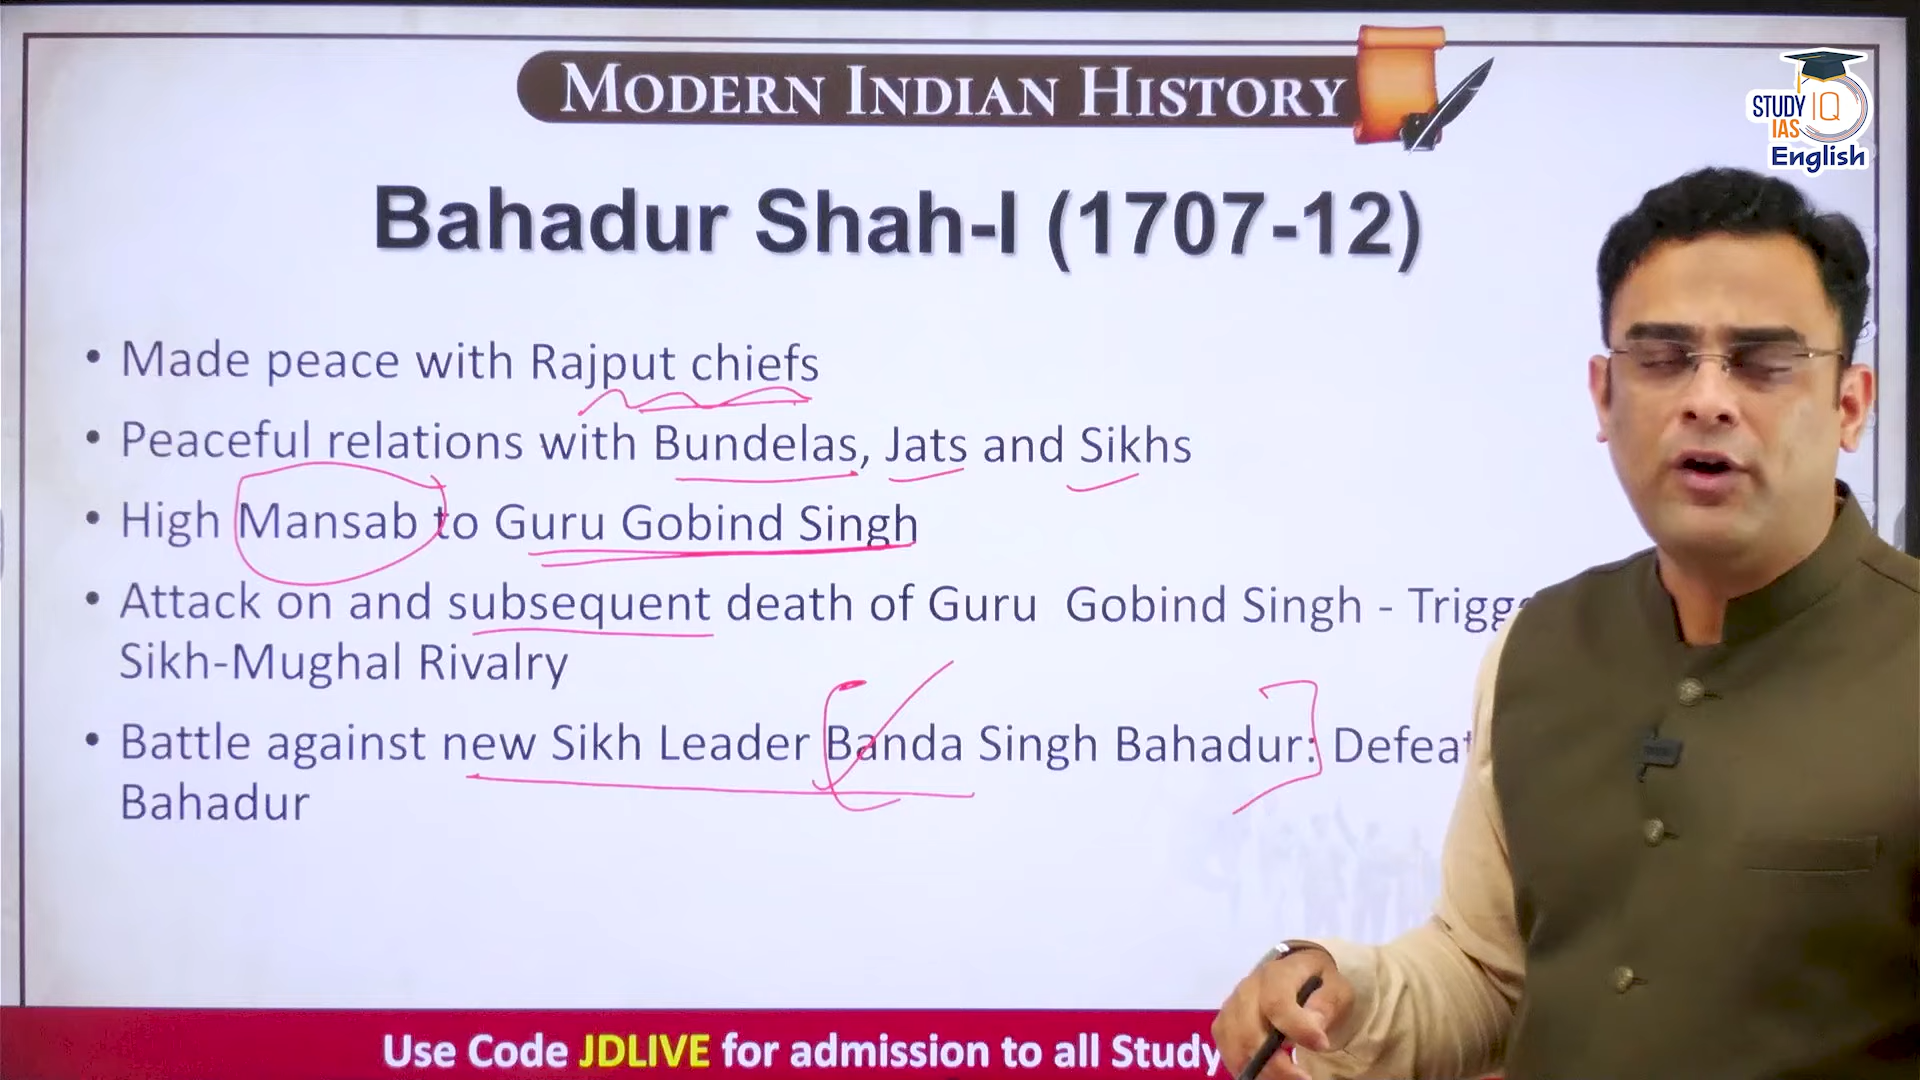 MODERN INDIAN HISTORY
STUDY IQ
IAS
English
Bahadur Shah-I (1707-12)
• Made peace with Rajput chiefs
• Peaceful relations with Bundelas, Jats and Sikhs
• High Mansab to Guru Gobind Singh
• Attack on and subsequent death of Guru Gobind Singh -
Sikh-Mughal Rivalry
• Battle against new Sikh Leader Banda Singh Bahadur:
Bahadur
Use Code JDLIVE for admission to all Study